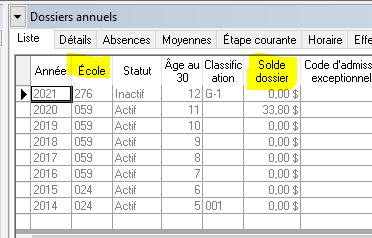 Dossiers annuels
Liste Détails Absences Moyennes Étape courante Horaire Effe
Année École Statut Âge au 30 Classific ation Solde dossier Code d'admiss exceptionnel
2021 276 Inactif 12 G-1 0,00 $
2020 059 Actif 11 33,80 $
2019 059 Actif 10 0,00 $
2018 059 Actif 9 0,00 $
2017 059 Actif 8 0,00 $
2016 059 Actif 7 0,00 $
2015 024 Actif 6 0,00 $
2014 024 Actif 5 001 0,00 $